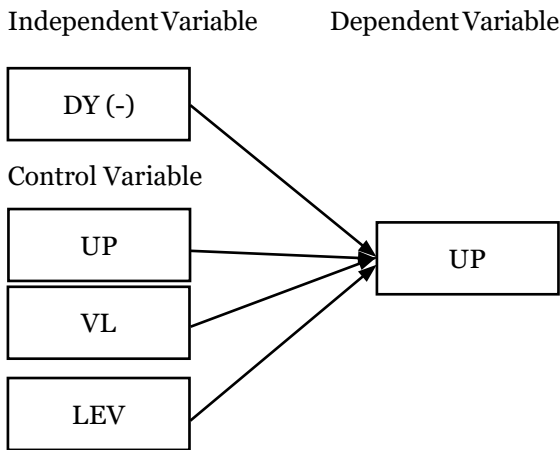 Independent Variable
Dependent Variable
DY (-)
Control Variable
UP
UP
VL
LEV